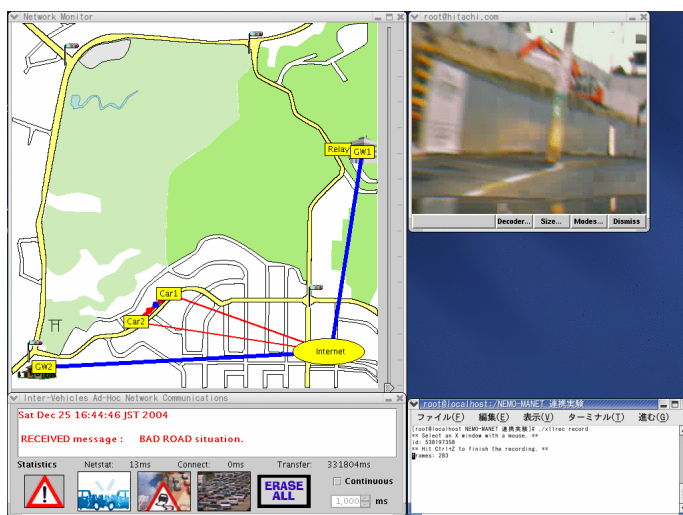 Network Monitor
Relay
GW1
Car1
Car2
Internet
GW2
root@hitachi.com
Decoder...
Size...
Modes...
Dismiss
Inter-Vehicles Ad-Hoc Network Communications
Sat Dec 25 16:44:46 JST 2004
RECEIVED message : BAD ROAD situation.
Statistics Netstat: 13ms Connect: 0ms Transfer: 331804ms
ERASE
ALL
Continuous
1,000 ms
root@localhost:/NEMO-MANET 連携実験
ファイル(F) 編集(E) 表示(V) ターミナル(T) 進む(G)
[root@localhost NEMO-MANET 連携実験]# ./x11rec record
** Select an X window with a mouse. **
id: 538197358
** Hit Ctrl+Z to finish the recording. **
frames: 283